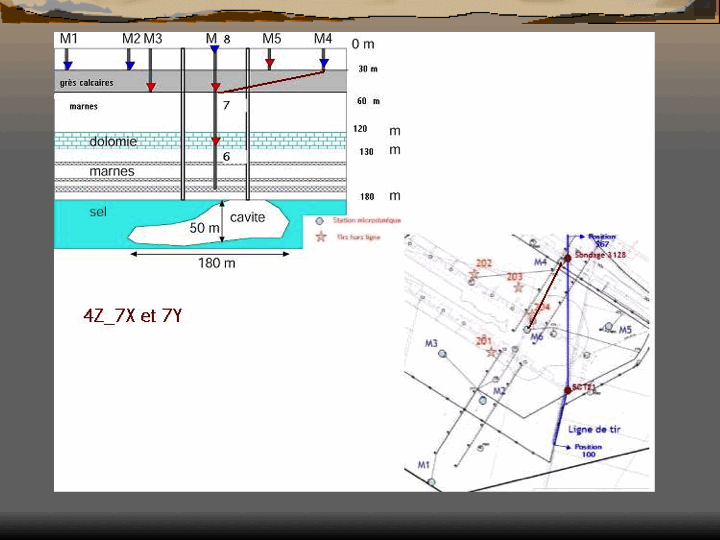 M1 M2 M3 M 8 M5 M4 0 m
30 m
grès calcaires
60 m
marnes
7
120 m
dolomie
130 m
6
marnes
180 m
sel
cavite
50 m
180 m
Station microsismique
Tirs hors ligne
4Z_7X et 7Y
Position
167
M4
Sondage 3128
202
203
204
M5
M6
M3
201
M2
SCT21
Ligne de tir
Position
100
M1